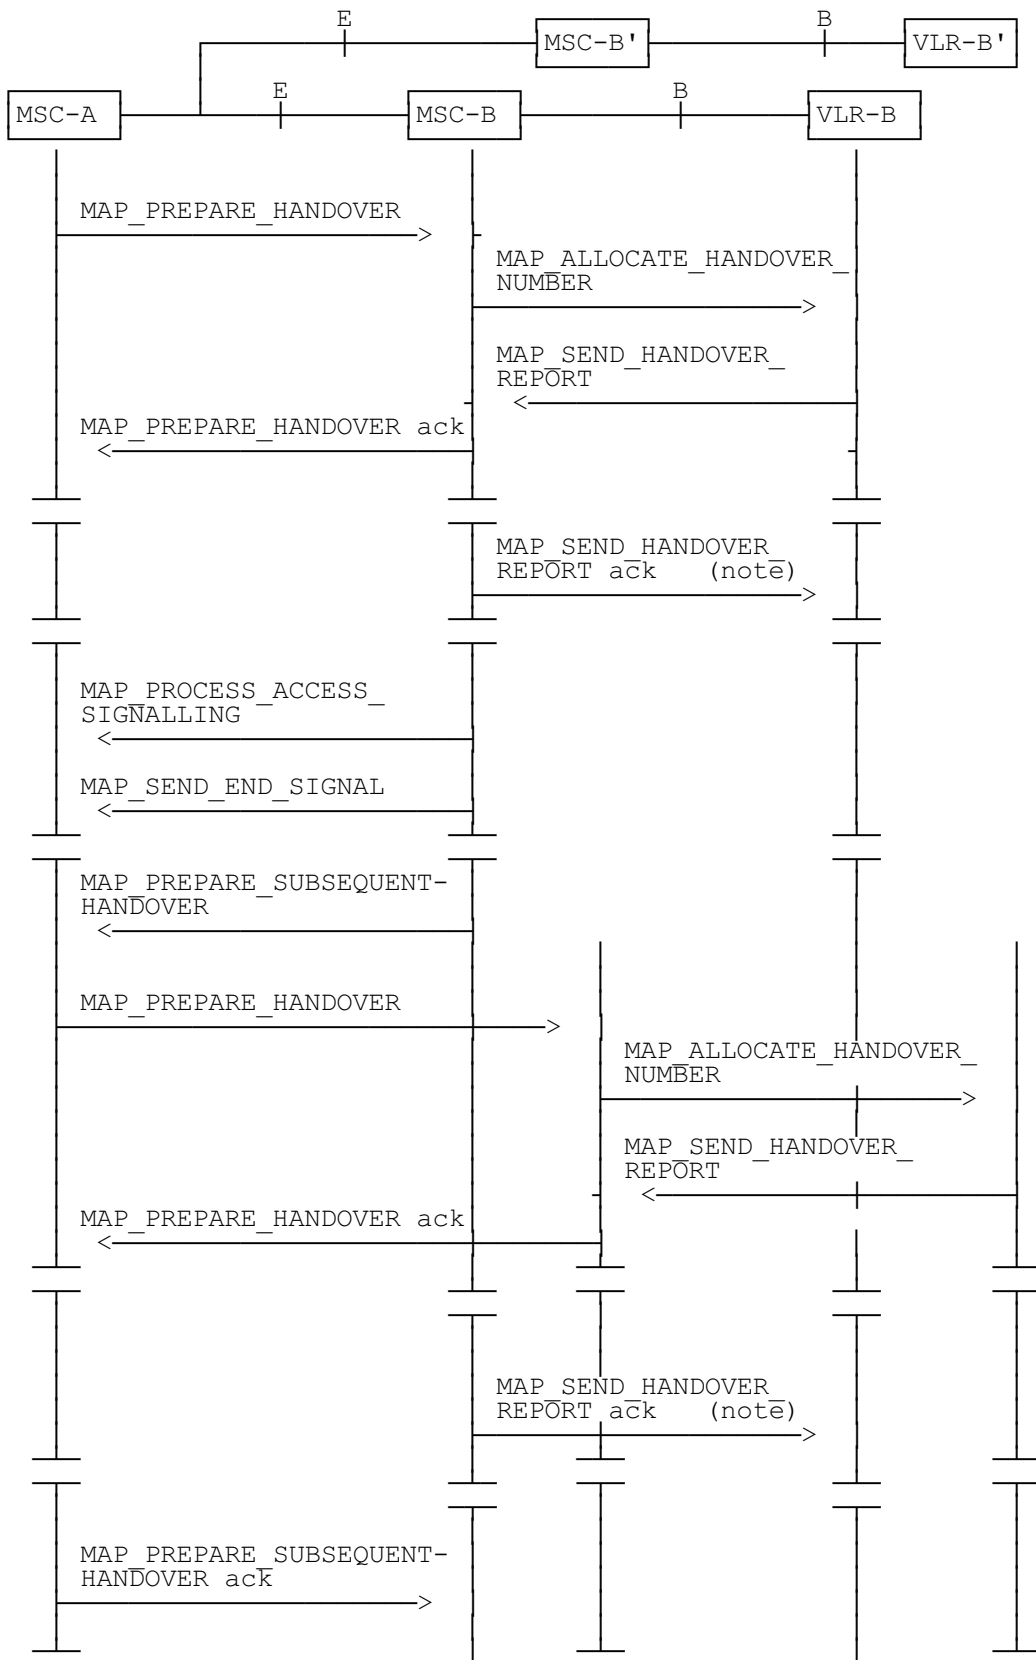 E B
MSC-B' VLR-B'
E B
MSC-A MSC-B VLR-B
MAP_PREPARE_HANDOVER
MAP_ALLOCATE_HANDOVER_
NUMBER
MAP_SEND_HANDOVER_
REPORT
MAP_PREPARE_HANDOVER ack
MAP_SEND_HANDOVER_
REPORT ack (note)
MAP_PROCESS_ACCESS_
SIGNALLING
MAP_SEND_END_SIGNAL
MAP_PREPARE_SUBSEQUENT-
HANDOVER
MAP_PREPARE_HANDOVER
MAP_ALLOCATE_HANDOVER_
NUMBER
MAP_SEND_HANDOVER_
REPORT
MAP_PREPARE_HANDOVER ack
MAP_SEND_HANDOVER_
REPORT ack (note)
MAP_PREPARE_SUBSEQUENT-
HANDOVER ack